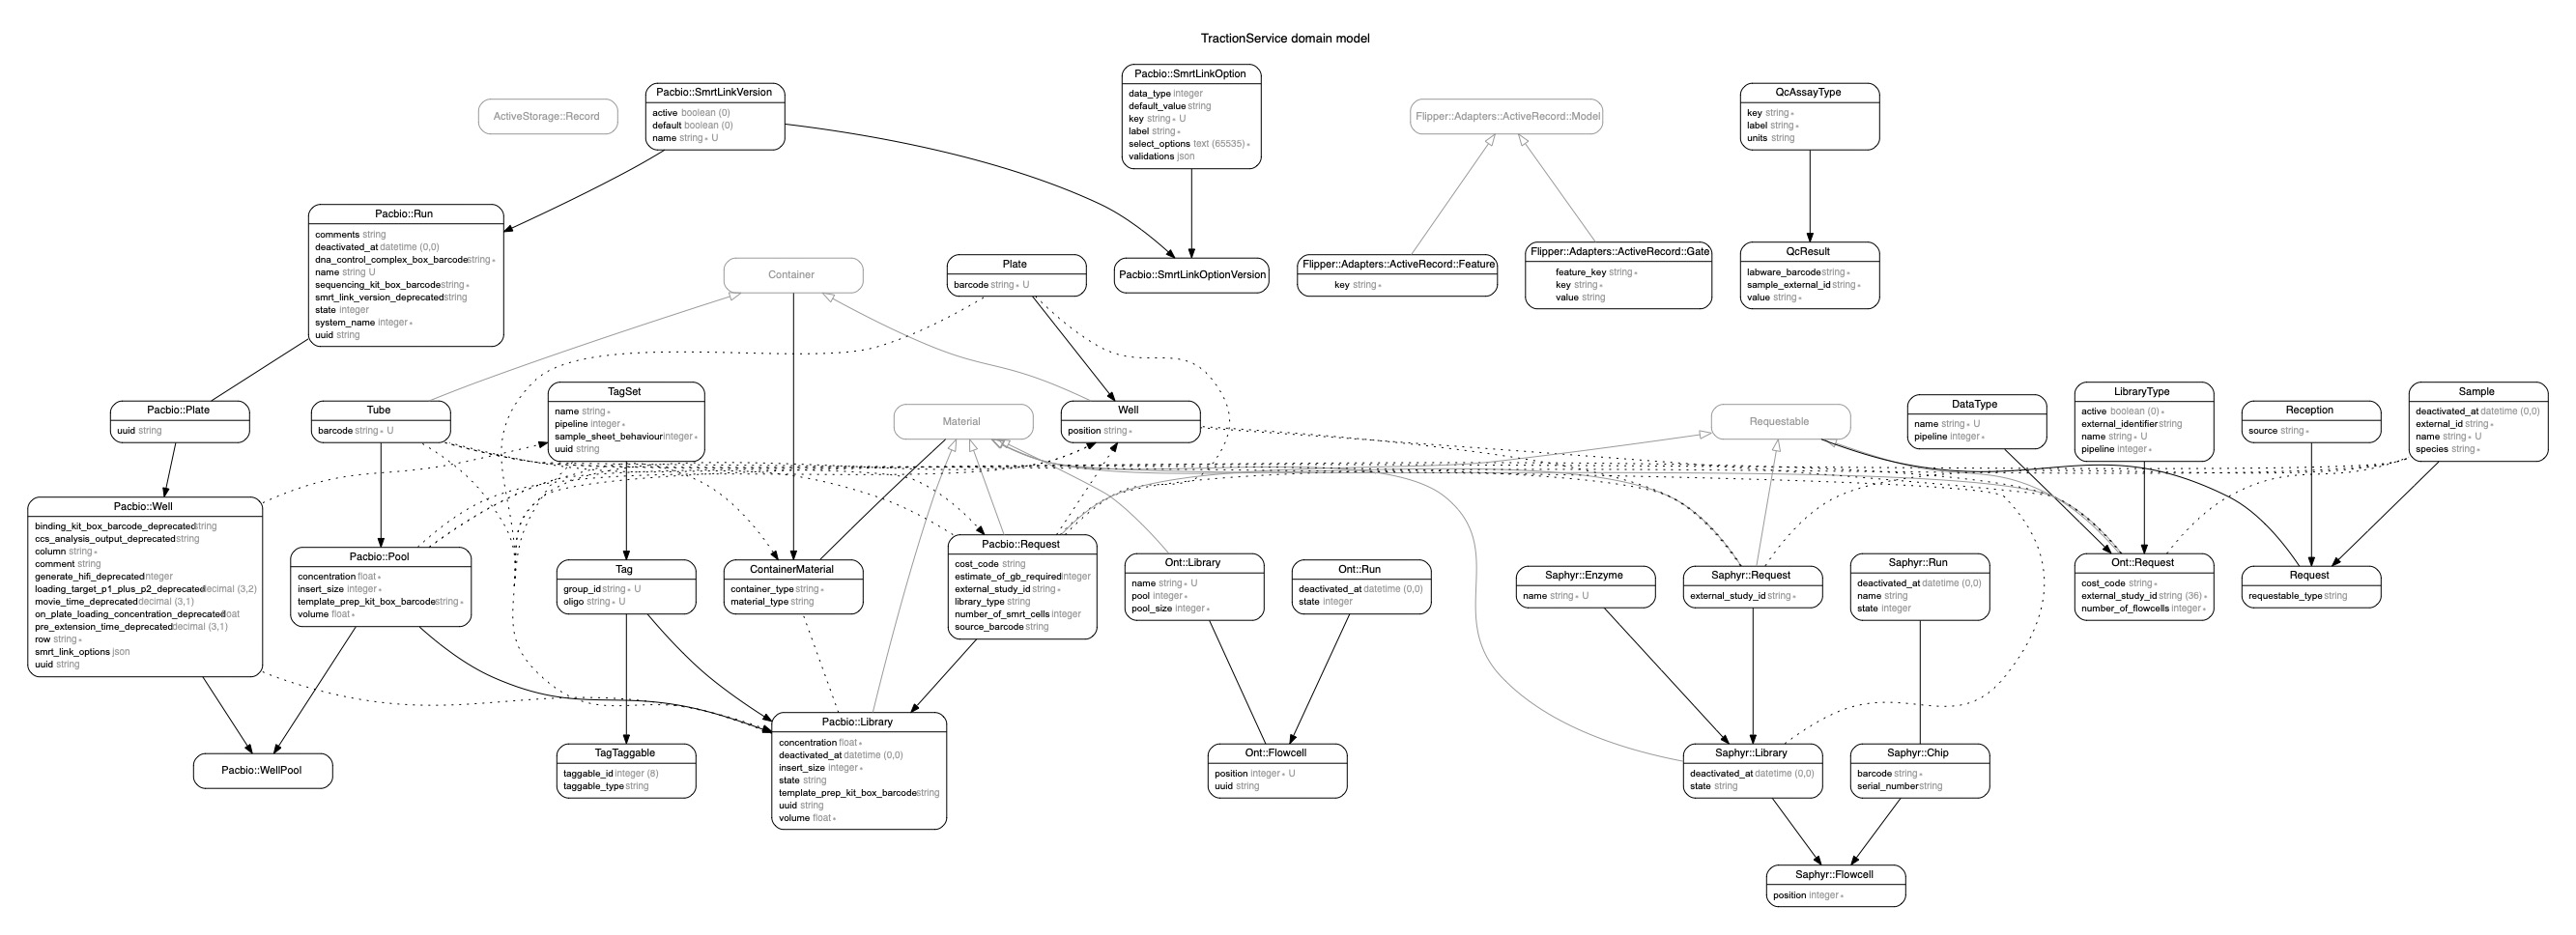 TractionService domain model
ActiveStorage::Record
Pacbio::SmrtLinkVersion
active boolean (0)
default boolean (0)
name string ∗ U
Pacbio::SmrtLinkOption
data_type integer
default_value string
key string ∗ U
label string ∗
select_options text (65535) ∗
validations json
Flipper::Adapters::ActiveRecord::Model
QcAssayType
key string ∗
label string ∗
units string
Pacbio::Run
comments string
deactivated_at datetime (0,0)
dna_control_complex_box_barcode string ∗
name string U
sequencing_kit_box_barcode string ∗
smrt_link_version_deprecated string
state integer
system_name integer ∗
uuid string
Container
Plate
barcode string ∗ U
Pacbio::SmrtLinkOptionVersion
Flipper::Adapters::ActiveRecord::Feature
key string ∗
Flipper::Adapters::ActiveRecord::Gate
feature_key string ∗
key string ∗
value string
QcResult
labware_barcode string ∗
sample_external_id string ∗
value string ∗
Pacbio::Plate
uuid string
Tube
barcode string ∗ U
TagSet
name string ∗
pipeline integer ∗
sample_sheet_behaviour integer ∗
uuid string
Material
Well
position string ∗
Requestable
DataType
name string ∗ U
pipeline integer ∗
LibraryType
active boolean (0) ∗
external_identifier string
name string ∗ U
pipeline integer ∗
Reception
source string ∗
Sample
deactivated_at datetime (0,0)
external_id string ∗
name string ∗ U
species string ∗
Pacbio::Well
binding_kit_box_barcode_deprecated string
ccs_analysis_output_deprecated string
column string ∗
comment string
generate_hifi_deprecated integer
loading_target_p1_plus_p2_deprecated decimal (3,2)
movie_time_deprecated decimal (3,1)
on_plate_loading_concentration_deprecated float
pre_extension_time_deprecated decimal (3,1)
row string ∗
smrt_link_options json
uuid string
Pacbio::Pool
concentration float ∗
insert_size integer ∗
template_prep_kit_box_barcode string ∗
volume float ∗
Tag
group_id string ∗ U
oligo string ∗ U
ContainerMaterial
container_type string ∗
material_type string
Pacbio::Request
cost_code string
estimate_of_gb_required integer
external_study_id string ∗
library_type string
number_of_smrt_cells integer
source_barcode string
Ont::Library
name string ∗ U
pool integer ∗
pool_size integer ∗
Ont::Run
deactivated_at datetime (0,0)
state integer
Saphyr::Enzyme
name string ∗ U
Saphyr::Request
external_study_id string ∗
Saphyr::Run
deactivated_at datetime (0,0)
name string
state integer
Ont::Request
cost_code string ∗
external_study_id string (36) ∗
number_of_flowcells integer ∗
Request
requestable_type string
Pacbio::WellPool
TagTaggable
taggable_id integer (8)
taggable_type string
Pacbio::Library
concentration float ∗
deactivated_at datetime (0,0)
insert_size integer ∗
state string
template_prep_kit_box_barcode string
uuid string
volume float ∗
Ont::Flowcell
position integer ∗ U
uuid string
Saphyr::Library
deactivated_at datetime (0,0)
state string
Saphyr::Chip
barcode string ∗
serial_number string
Saphyr::Flowcell
position integer ∗